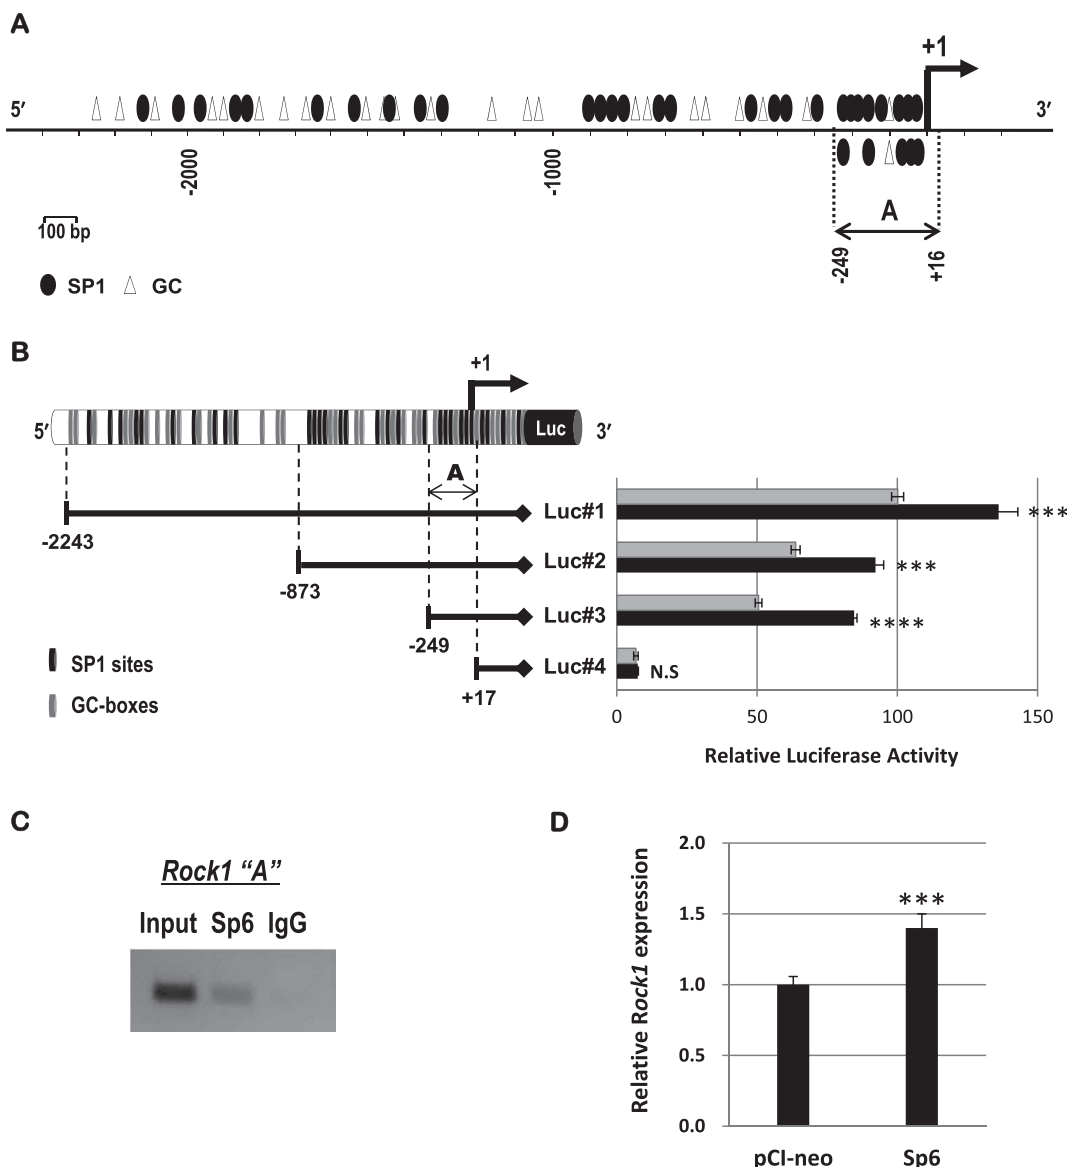 A
+1
5′
3′
-2000
-1000
A
-249
+16
100 bp
SP1
GC
B
+1
5′
Luc
3′
A
Luc#1
***
-2243
Luc#2
***
-873
Luc#3
****
-249
Luc#4
N.S
+17
SP1 sites
GC-boxes
0
50
100
150
Relative Luciferase Activity
C
Rock1 “A”
Input Sp6 IgG
D
Relative Rock1 expression
2.0
1.5
1.0
0.5
0.0
***
pCI-neo
Sp6